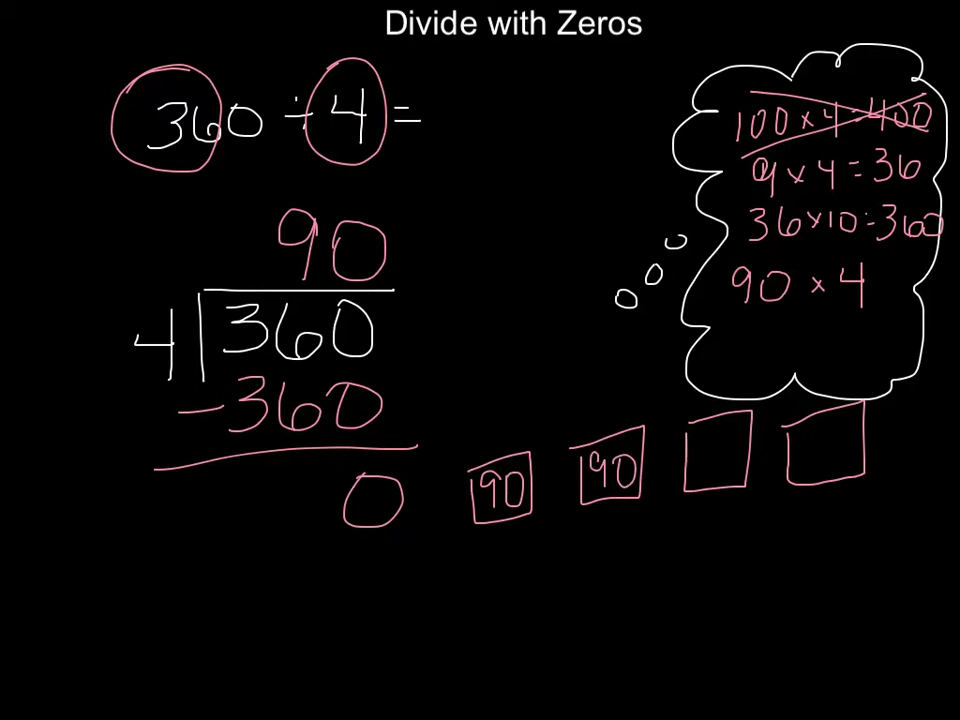 Divide with Zeros
360 ÷ 4 =
100 x 4 = 400
9 x 4 = 36
36 x 10 = 360
90 x 4
90
4 360
- 360
0
90 90